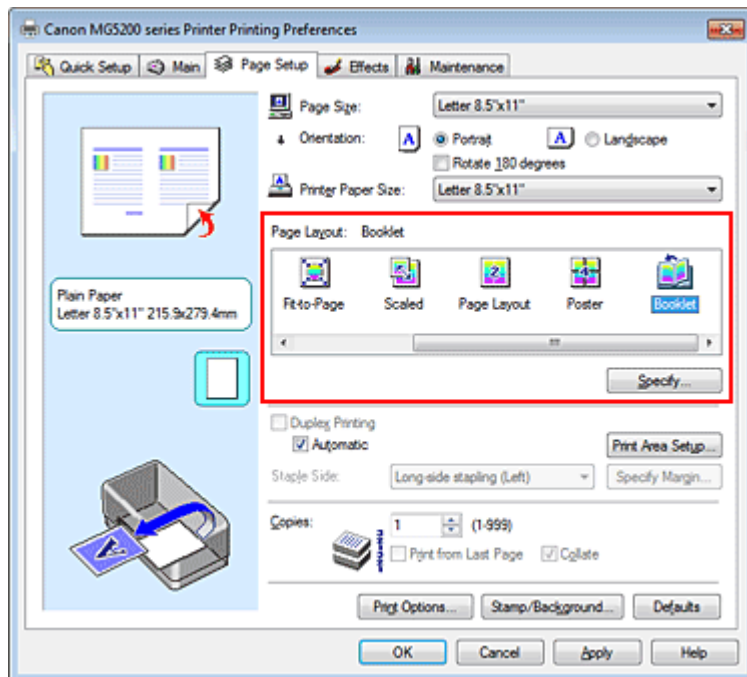 Canon MG5200 series Printer Printing Preferences
Quick Setup Main Page Setup Effects Maintenance
Page Size: Letter 8.5"x11"
Orientation: A Portrait A Landscape
Rotate 180 degrees
Printer Paper Size: Letter 8.5"x11"
Page Layout: Booklet
Fit-to-Page Scaled Page Layout Poster Booklet
Specify...
Plain Paper
Letter 8.5"x11" 215.9x279.4mm
Duplex Printing
Automatic
Print Area Setup...
Staple Side: Long-side stapling (Left) Specify Margin...
Copies: 1 (1-999)
Print from Last Page Collate
Print Options... Stamp/Background... Defaults
OK Cancel Apply Help